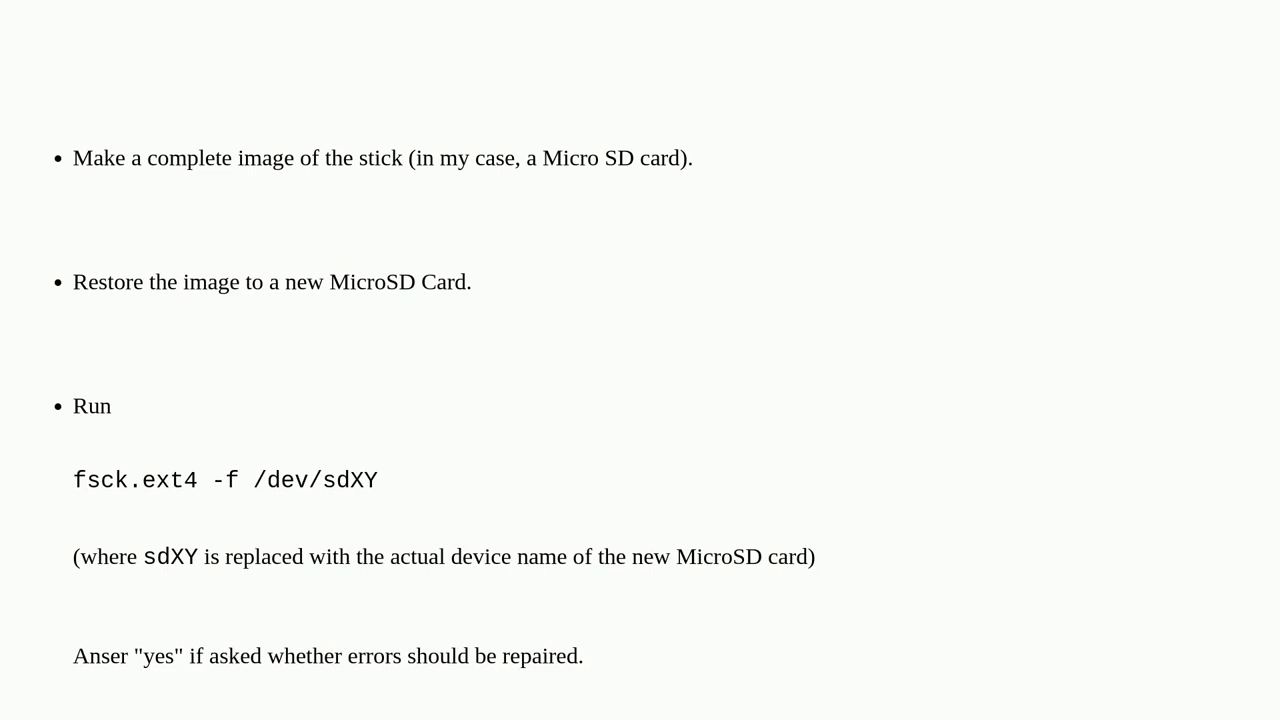 • Make a complete image of the stick (in my case, a Micro SD card).
• Restore the image to a new MicroSD Card.
• Run
fsck.ext4 -f /dev/sdXY
(where sdXY is replaced with the actual device name of the new MicroSD card)
Anser "yes" if asked whether errors should be repaired.